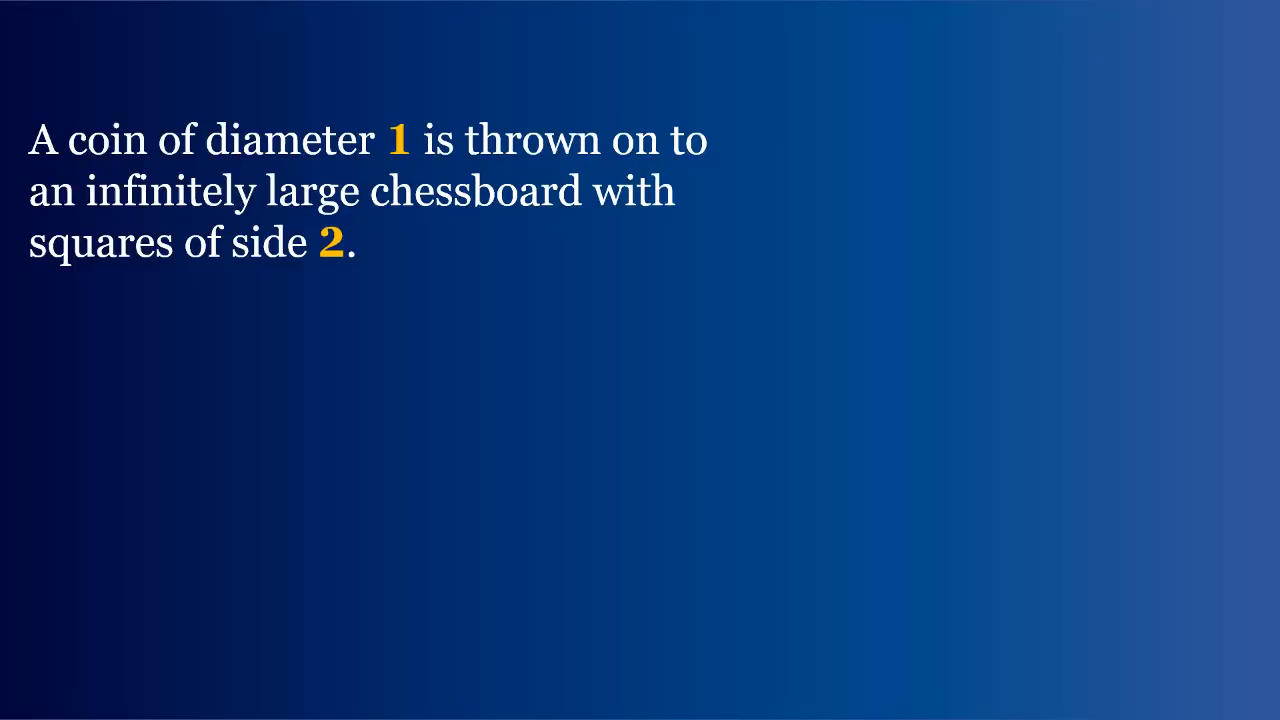 A coin of diameter 1 is thrown on to
an infinitely large chessboard with
squares of side 2.